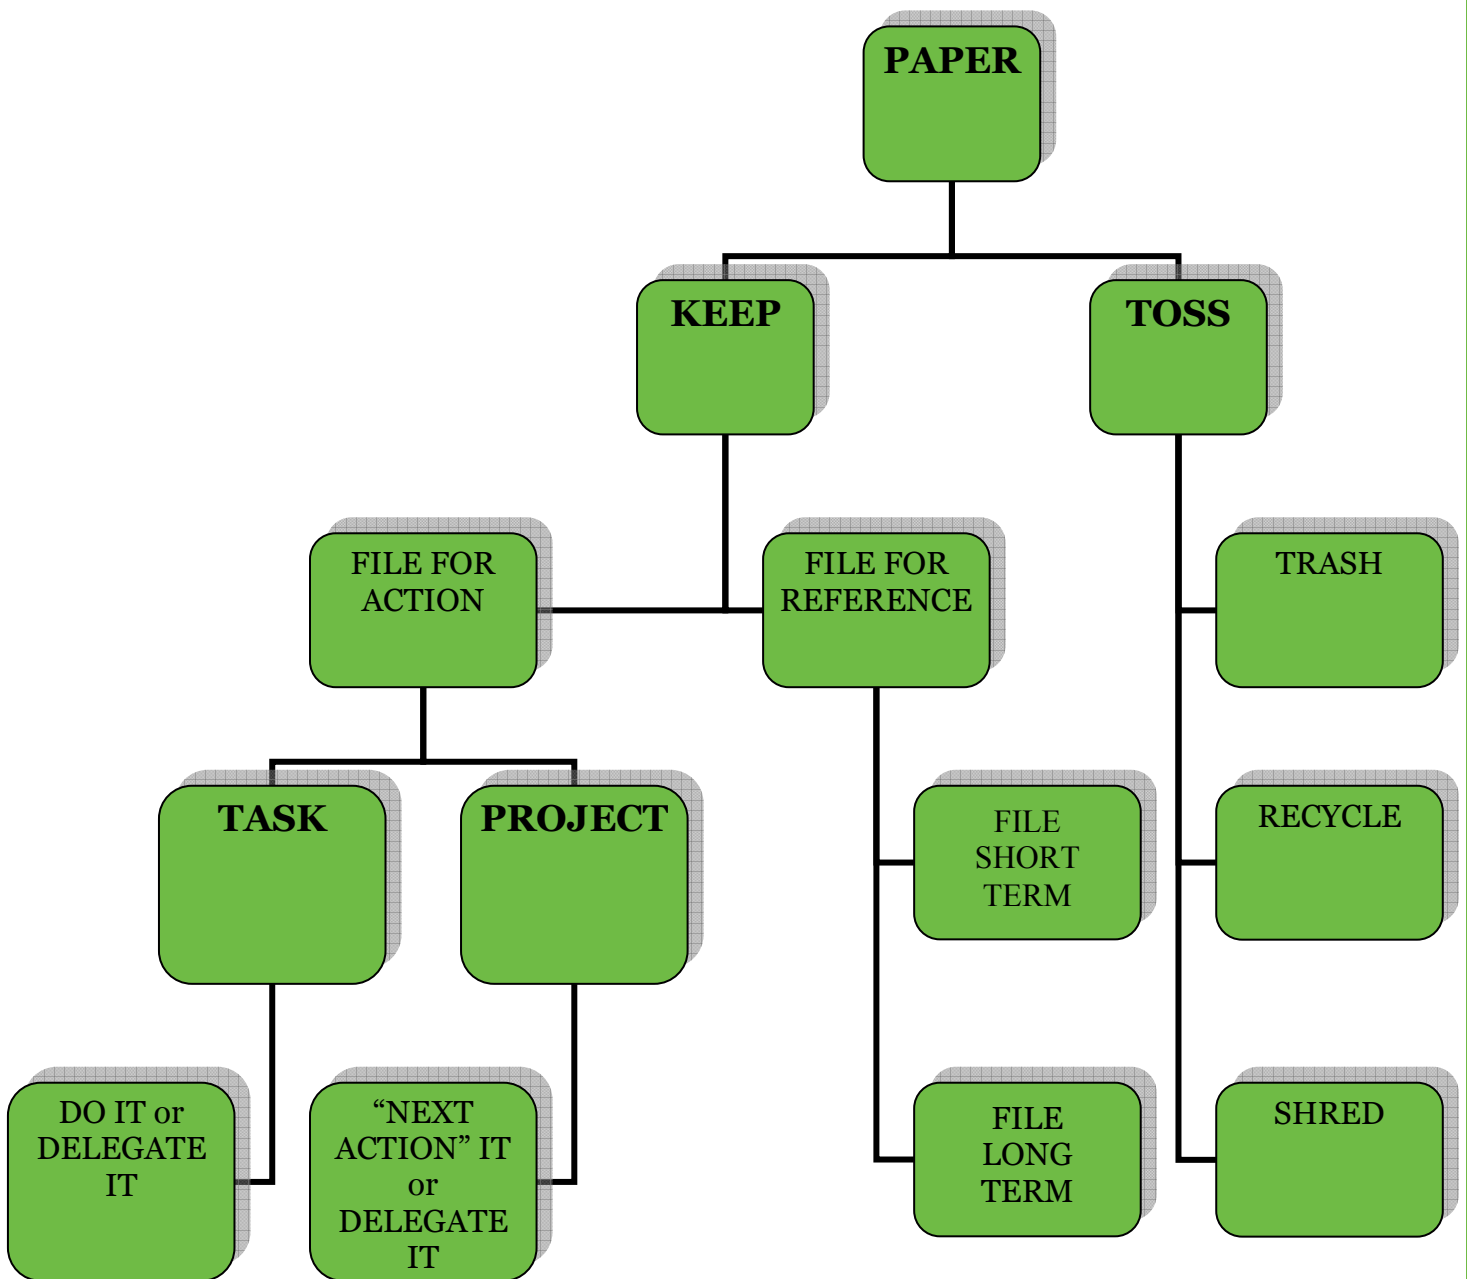 PAPER
KEEP
TOSS
FILE FOR
ACTION
FILE FOR
REFERENCE
TRASH
TASK
PROJECT
FILE
SHORT
TERM
RECYCLE
DO IT or
DELEGATE
IT
“NEXT
ACTION” IT
or
DELEGATE
IT
FILE
LONG
TERM
SHRED